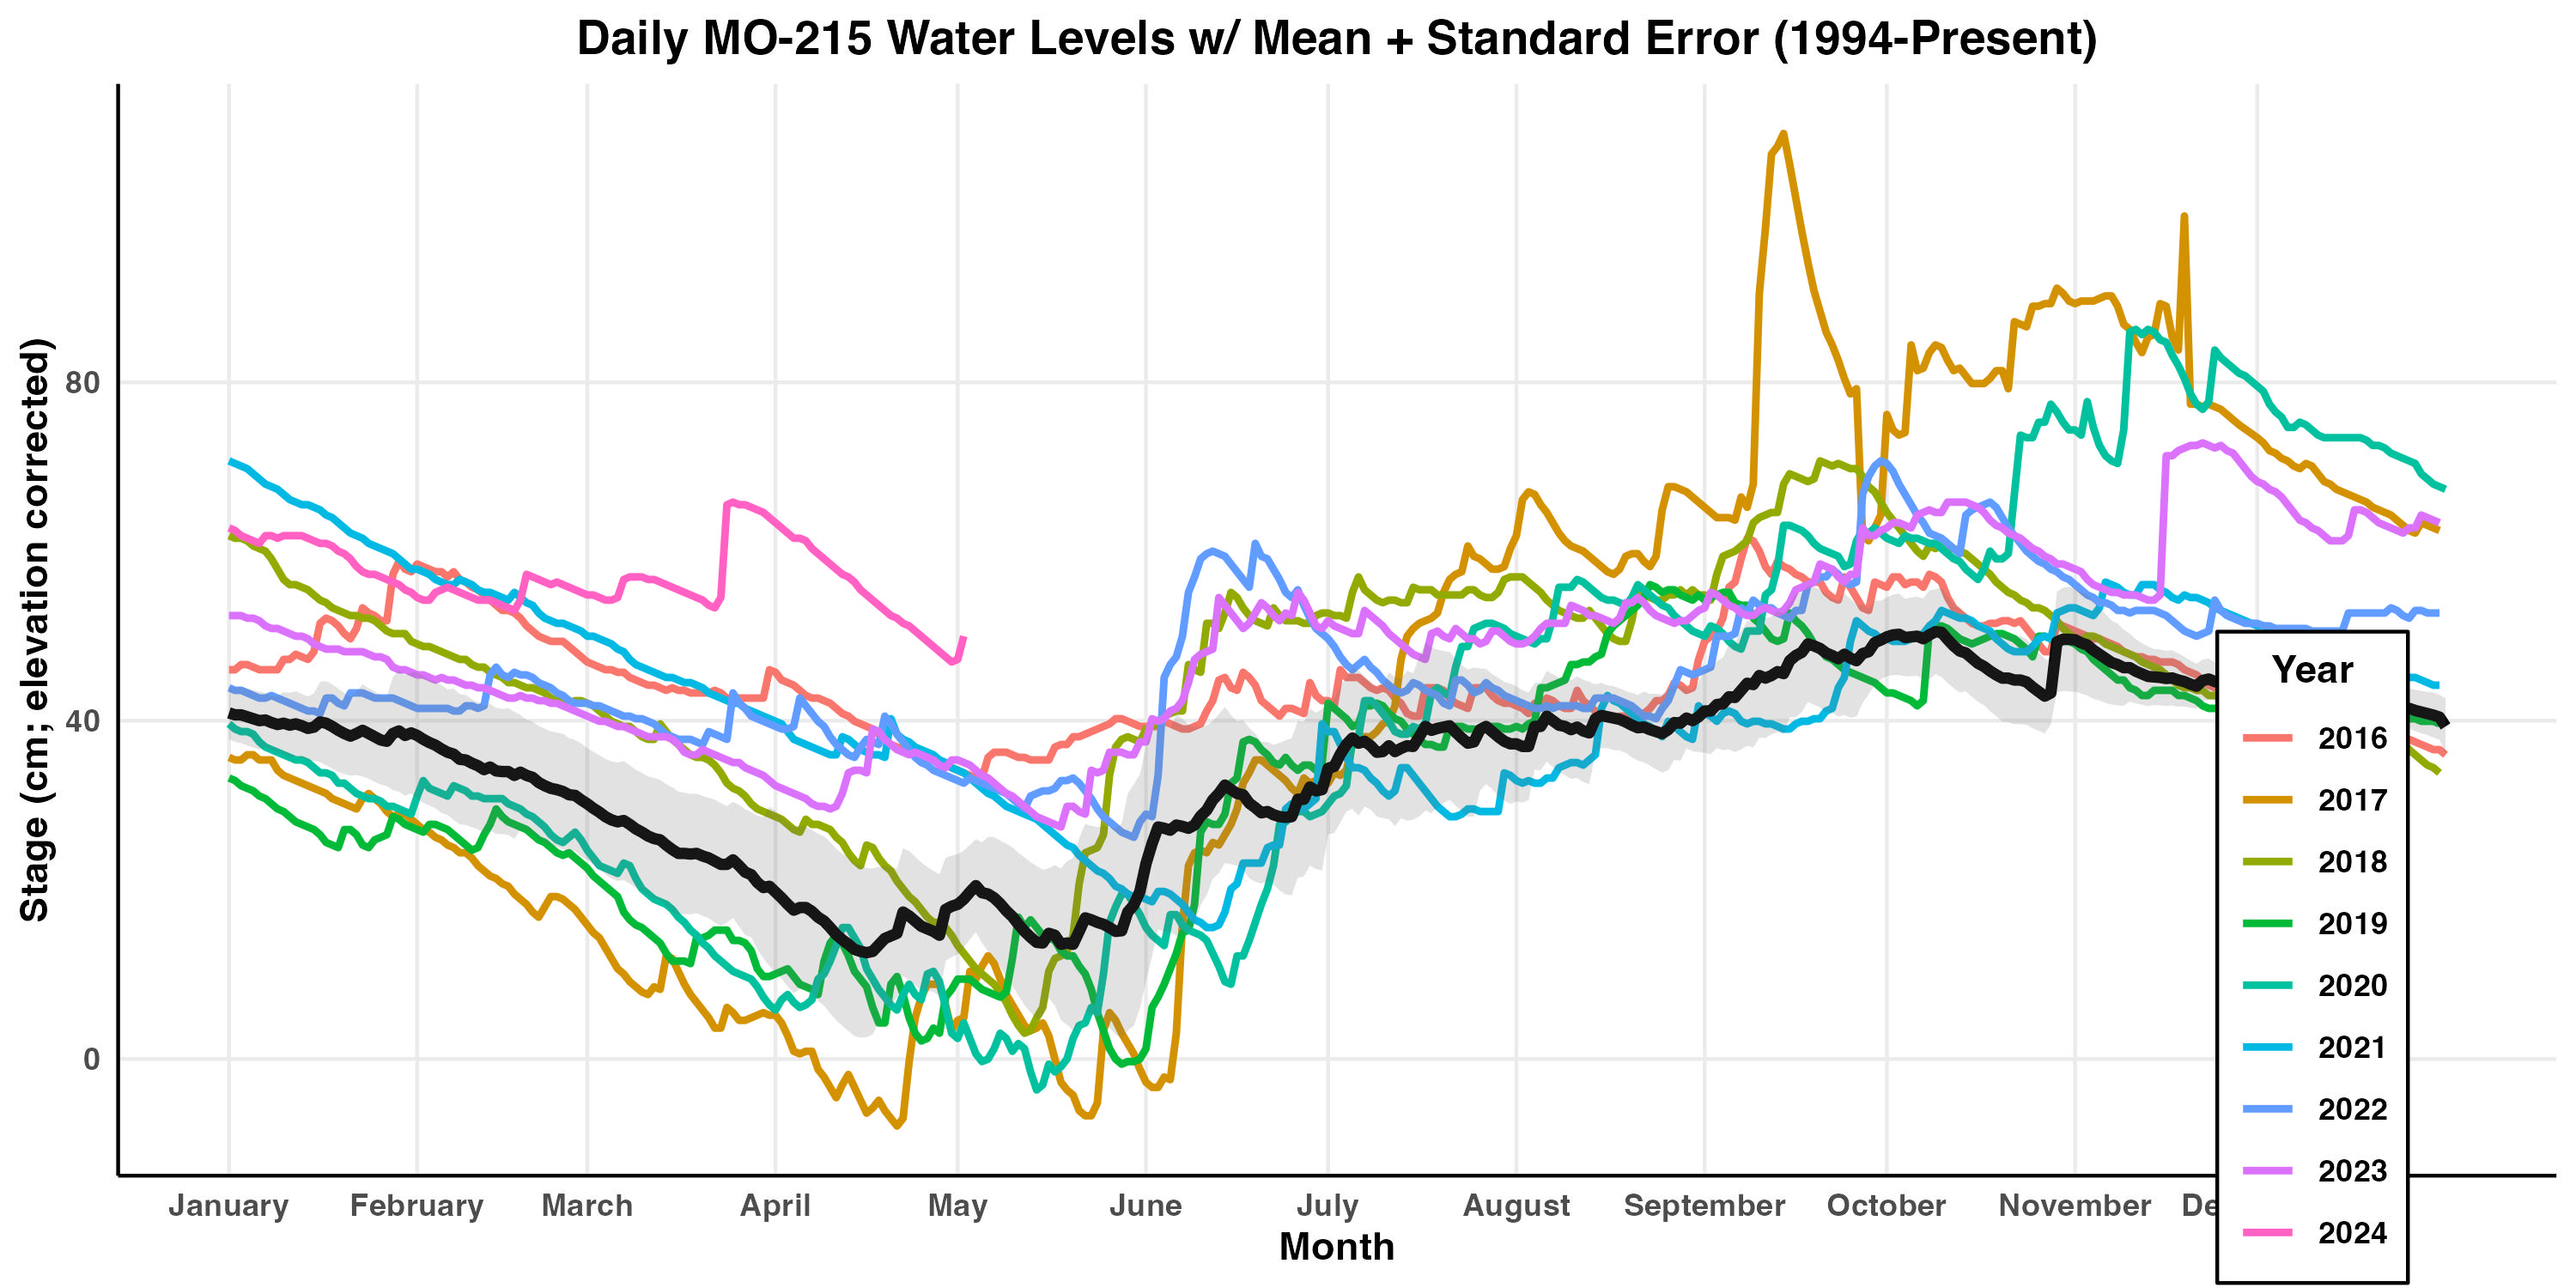 Daily MO-215 Water Levels w/ Mean + Standard Error (1994-Present)
Stage (cm; elevation corrected)
80
40
0
January February March April May June July August September October November De
Month
Year
2016
2017
2018
2019
2020
2021
2022
2023
2024